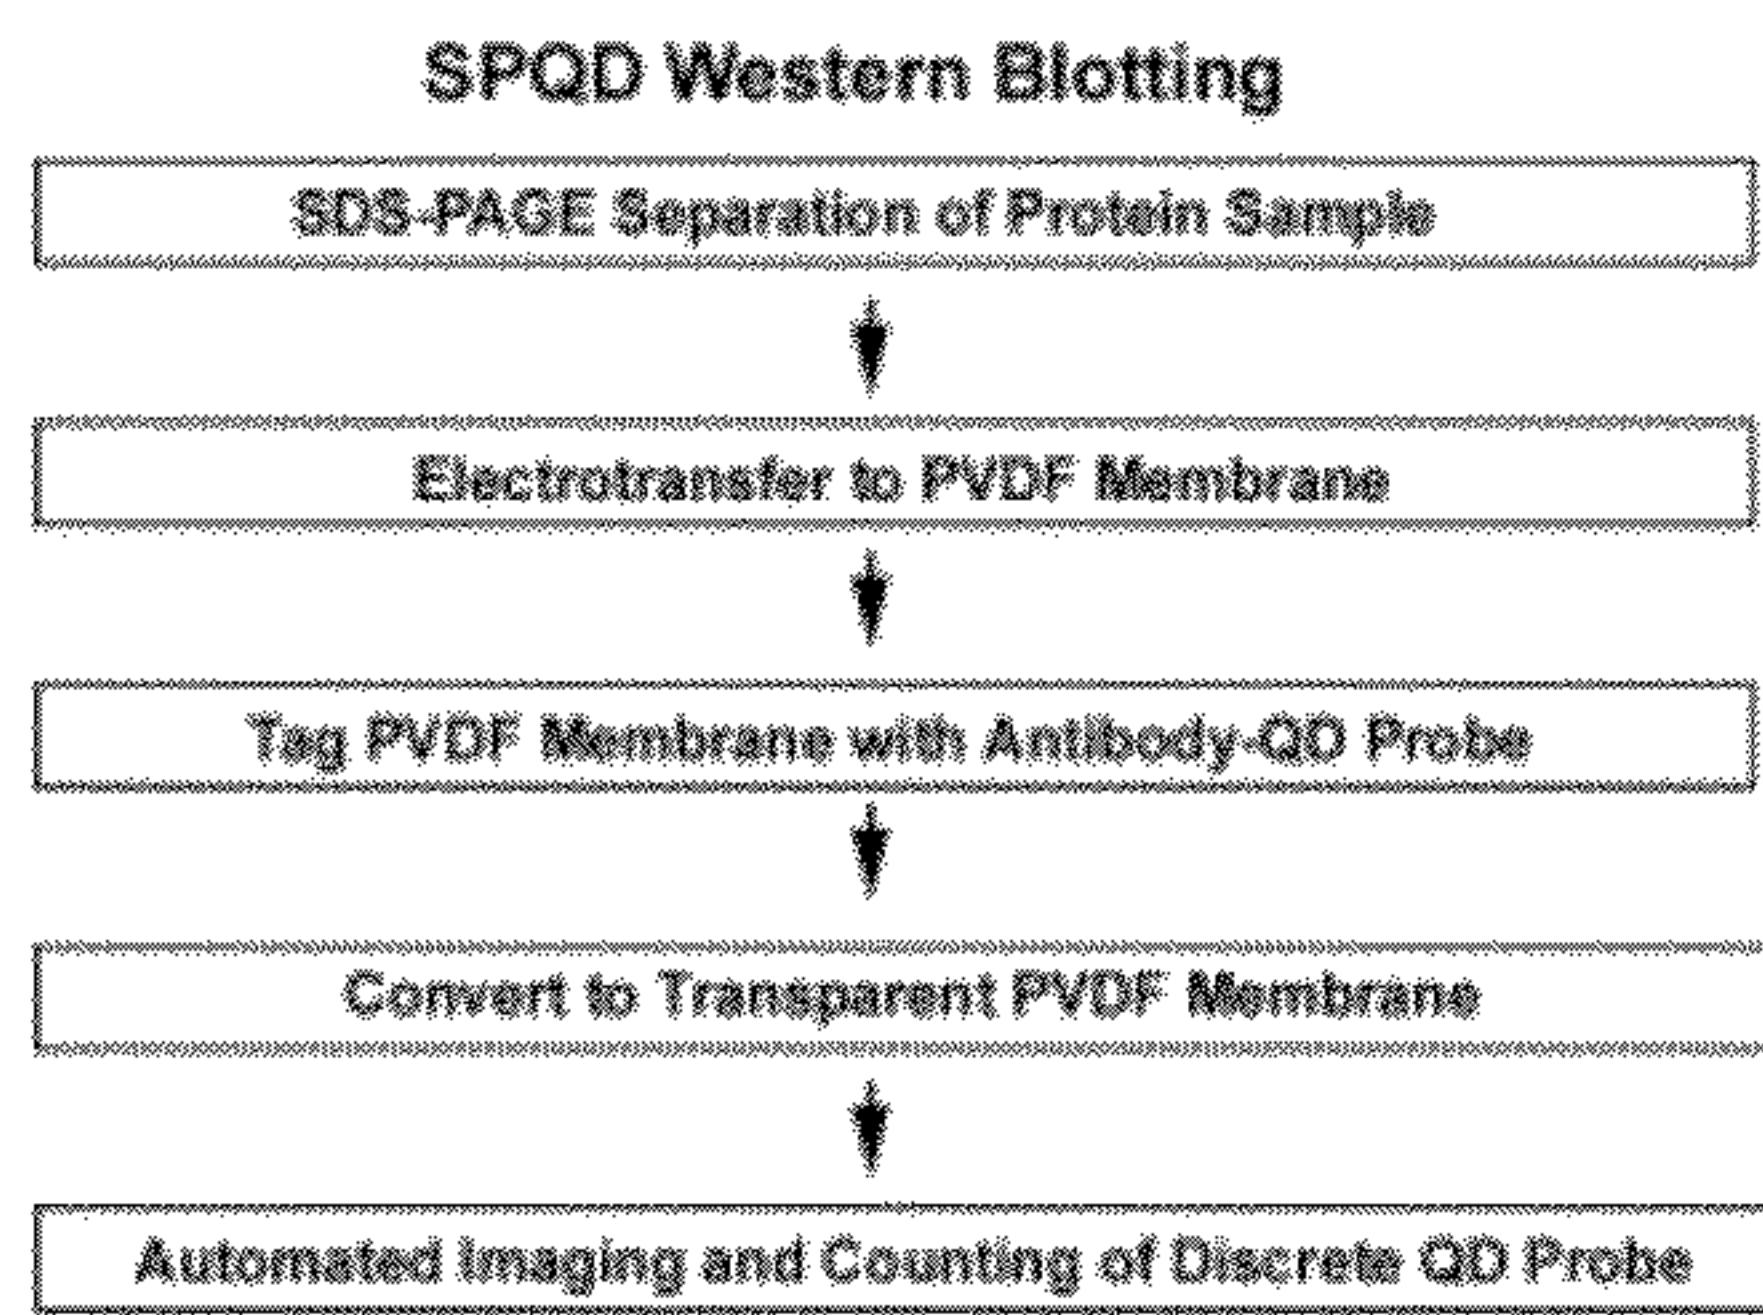 SPQD Western Blotting
SDS-PAGE Separation of Protein Sample
Electrotransfer to PVDF Membrane
Tag PVDF Membrane with Antibody-QD Probe
Convert to Transparent PVDF Membrane
Automated Imaging and Counting of Discrete QD Probe